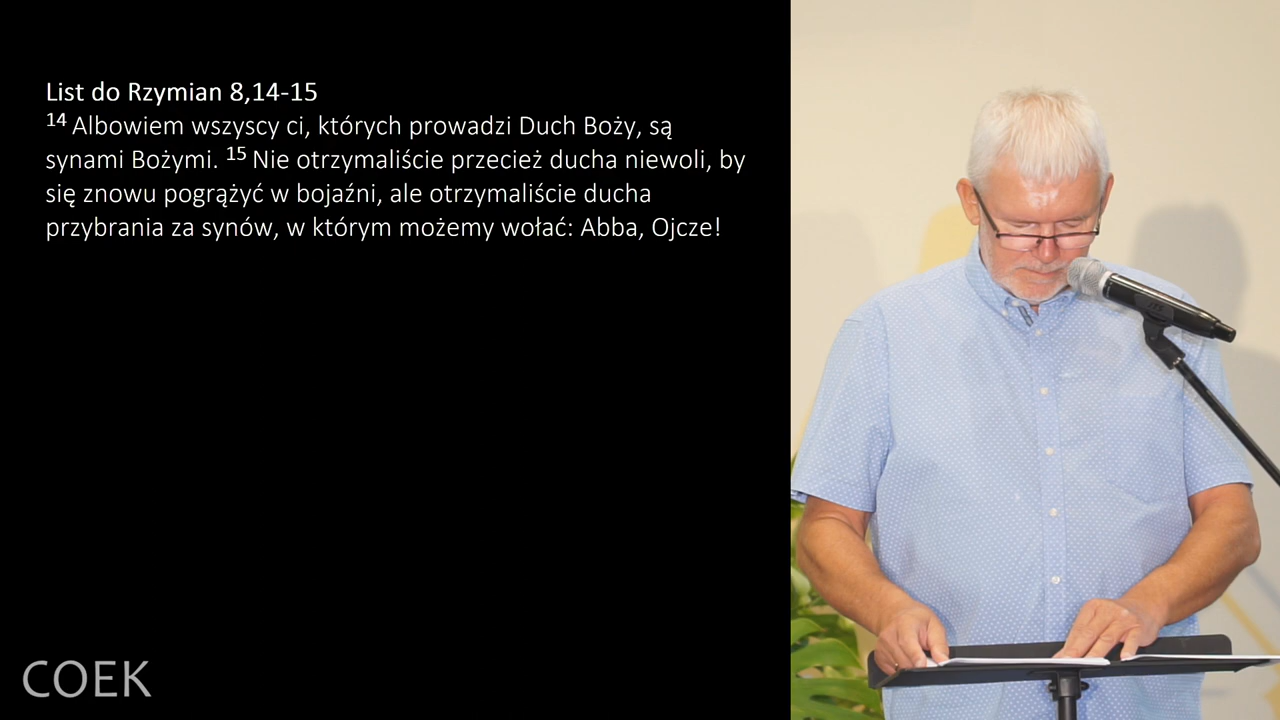 List do Rzymian 8,14-15
14 Albowiem wszyscy ci, których prowadzi Duch Boży, są
synami Bożymi. 15 Nie otrzymaliście przecież ducha niewoli, by
się znowu pogrążyć w bojaźni, ale otrzymaliście ducha
przybrania za synów, w którym możemy wołać: Abba, Ojcze!
COEK